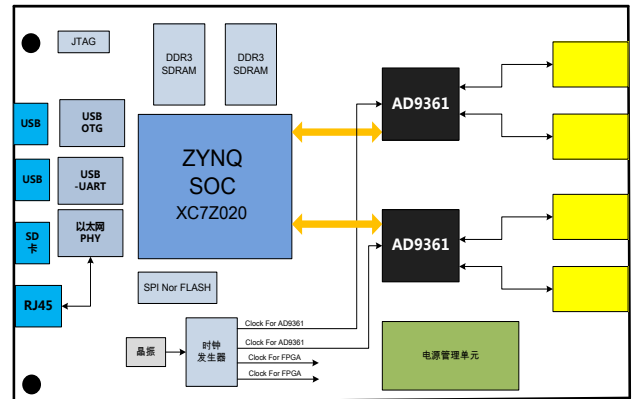 JTAG
DDR3
SDRAM
DDR3
SDRAM
AD9361
USB
USB
OTG
ZYNQ
SOC
XC7Z020
USB
USB
-UART
SD
卡
以太网
PHY
AD9361
RJ45
SPI Nor FLASH
晶振
时钟
发生器
Clock For AD9361
Clock For AD9361
Clock For FPGA
Clock For FPGA
电源管理单元